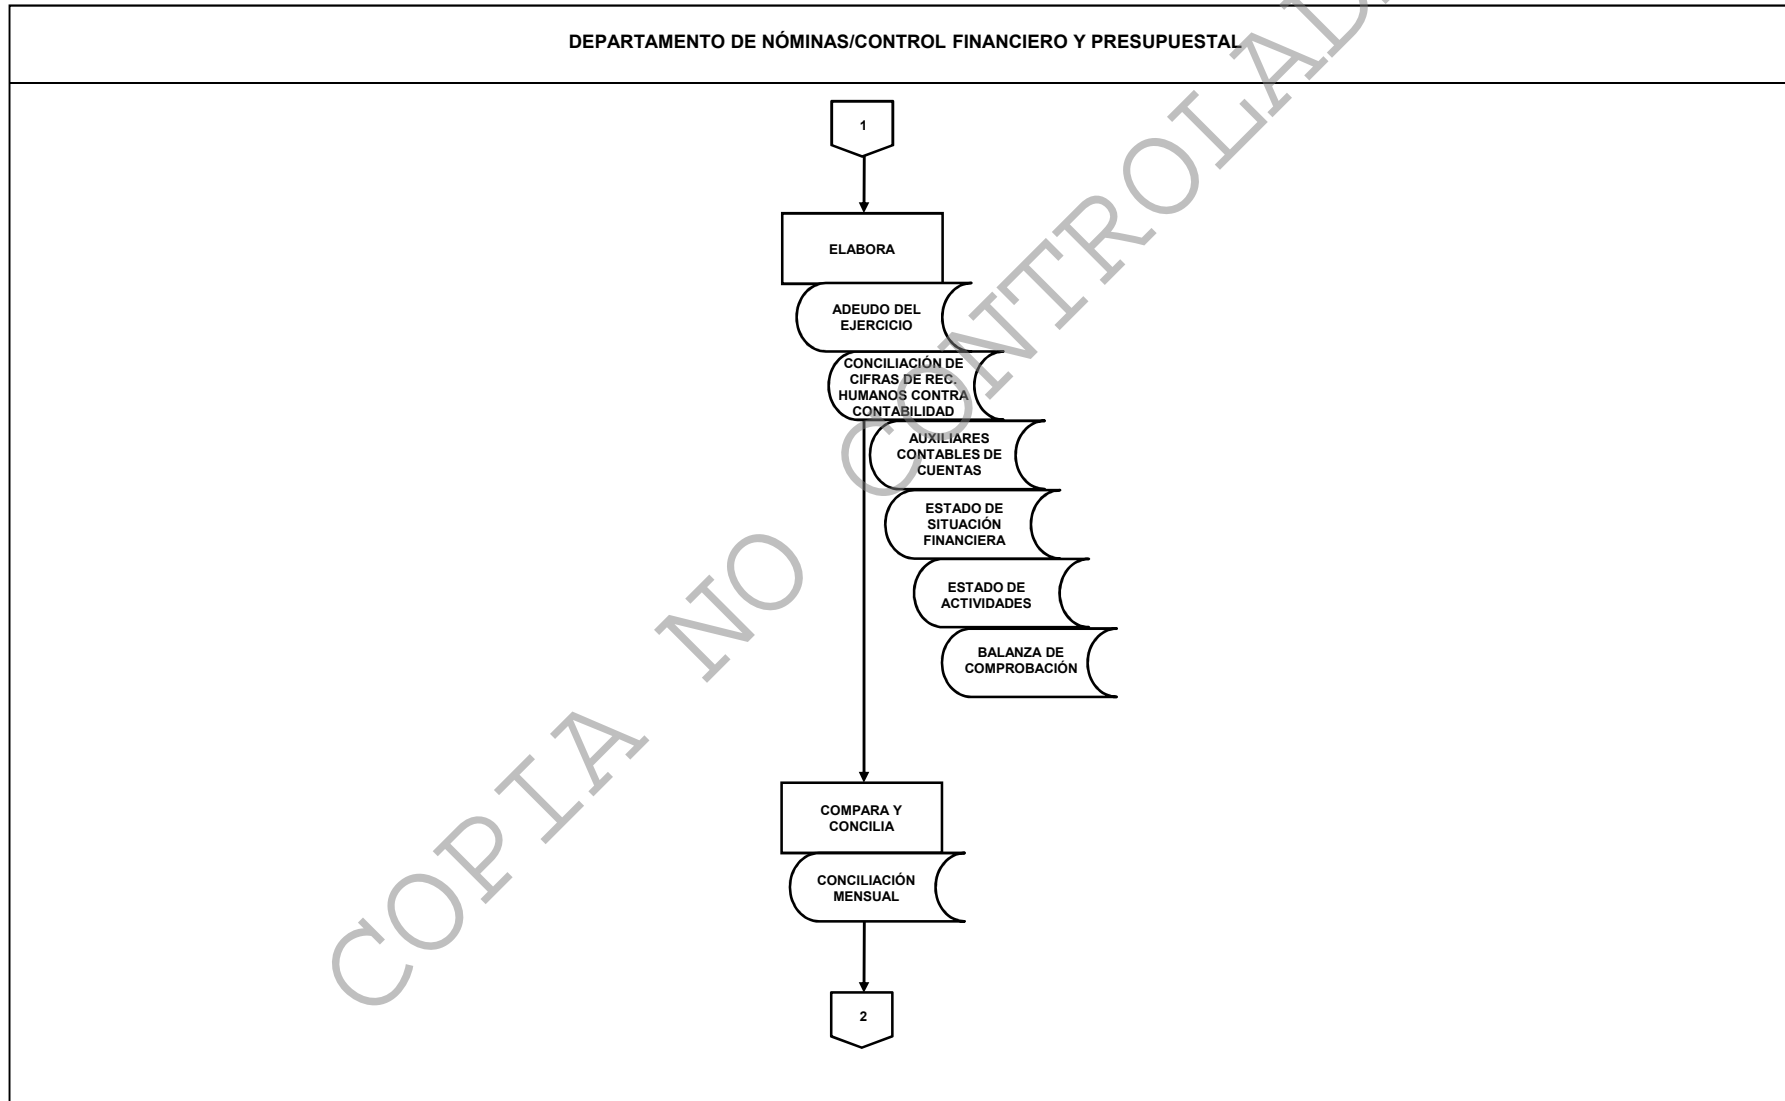 DEPARTAMENTO DE NÓMINAS/CONTROL FINANCIERO Y PRESUPUESTAL
1
ELABORA
ADEUDO DEL
EJERCICIO
CONCILIACIÓN DE
CIFRAS DE REC.
HUMANOS CONTRA
CONTABILIDAD
AUXILIARES
CONTABLES DE
CUENTAS
ESTADO DE
SITUACIÓN
FINANCIERA
ESTADO DE
ACTIVIDADES
BALANZA DE
COMPROBACIÓN
COMPARA Y
CONCILIA
CONCILIACIÓN
MENSUAL
2
COPIA NO CONTROLAD